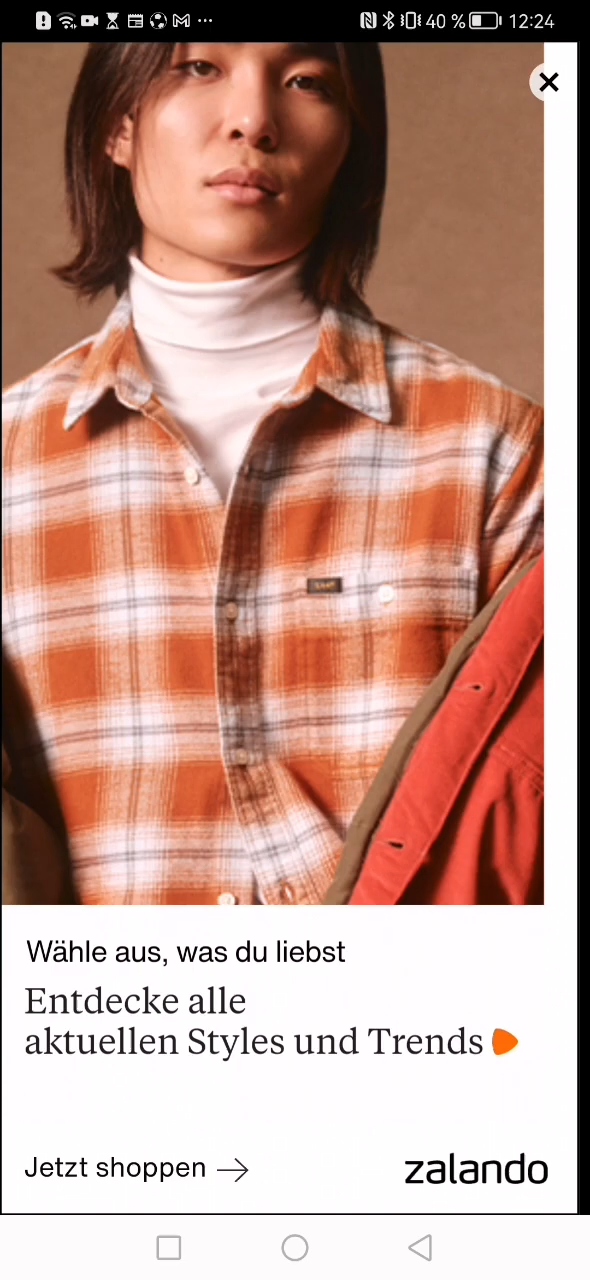 40 % 12:24
Wähle aus, was du liebst
Entdecke alle
aktuellen Styles und Trends
Jetzt shoppen →
zalando